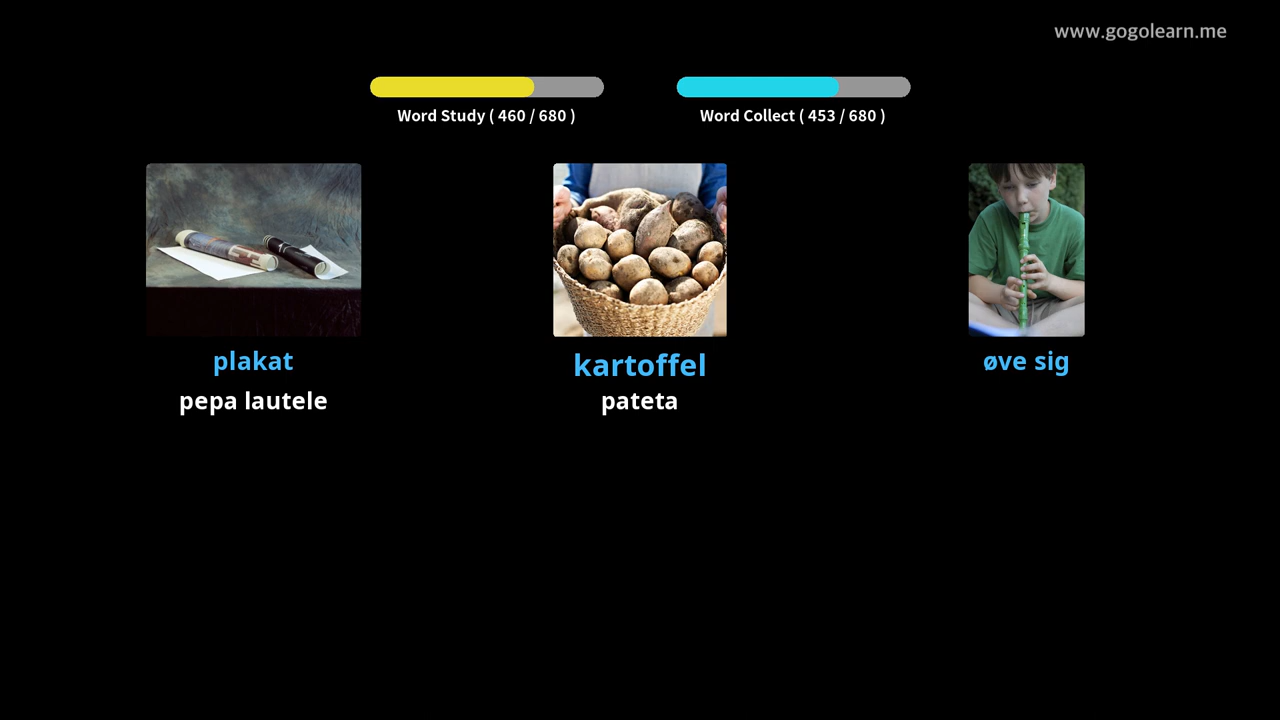 www.gogolearn.me
Word Study ( 460 / 680 )
Word Collect ( 453 / 680 )
plakat
kartoffel
øve sig
pepa lautele
pateta